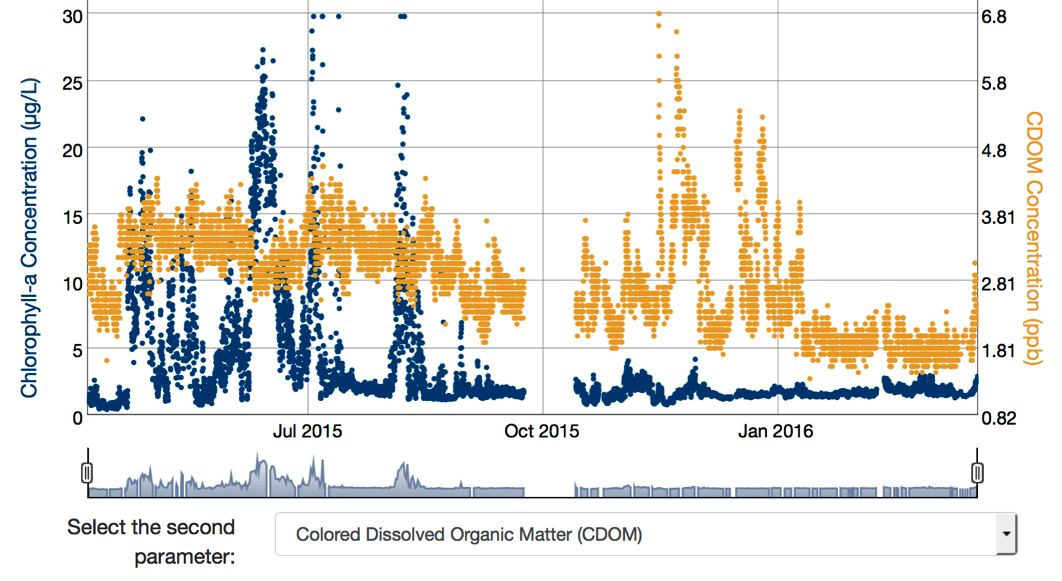 Chlorophyll-a Concentration (µg/L)
30
25
20
15
10
5
0
6.8
5.8
4.8
3.81
2.81
1.81
0.82
CDOM Concentration (ppb)
Jul 2015
Oct 2015
Jan 2016
Select the second
parameter:
Colored Dissolved Organic Matter (CDOM)